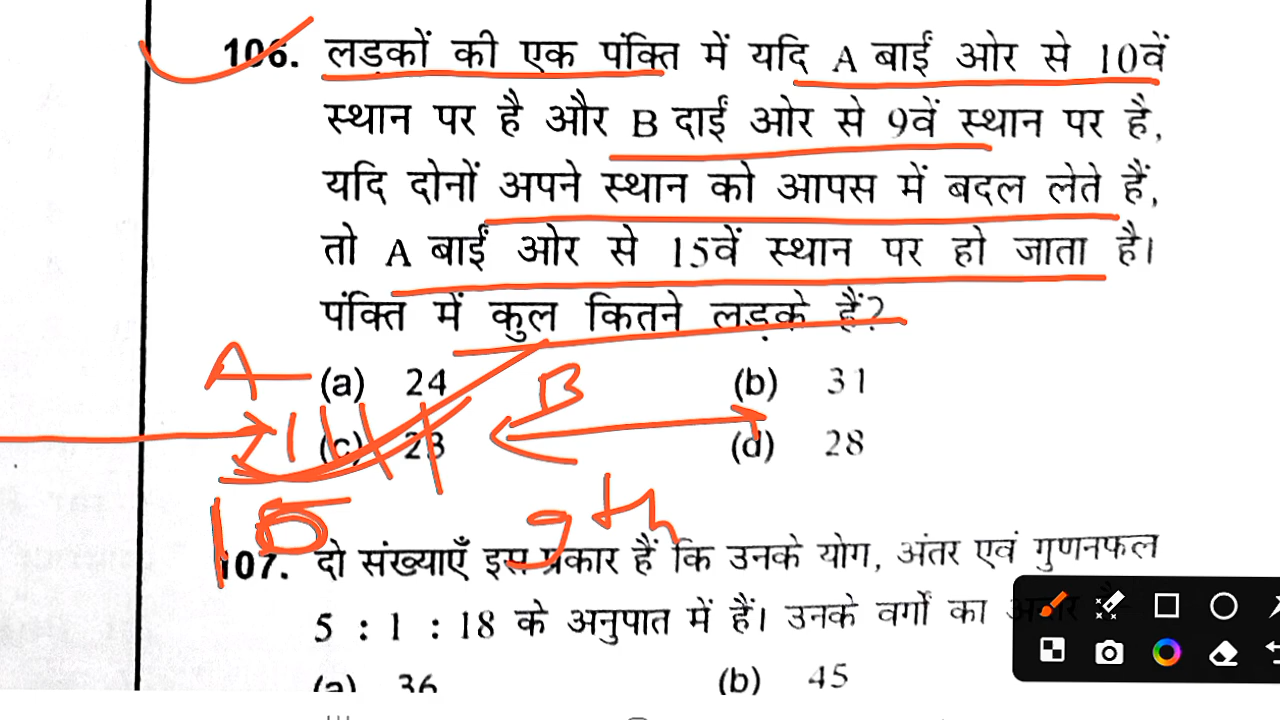 106. लड़कों की एक पंक्ति में यदि A बाईं ओर से 10वें
स्थान पर है और B दाईं ओर से 9वें स्थान पर है,
यदि दोनों अपने स्थान को आपस में बदल लेते हैं,
तो A बाईं ओर से 15वें स्थान पर हो जाता है।
पंक्ति में कुल कितने लड़के हैं?
A
(a) 24
B
(b) 31
(c) 23
(d) 28
15
9th
107. दो संख्याएँ इस प्रकार हैं कि उनके योग, अंतर एवं गुणनफल
5 : 1 : 18 के अनुपात में हैं। उनके वर्गों का
(a) 36
(b) 45